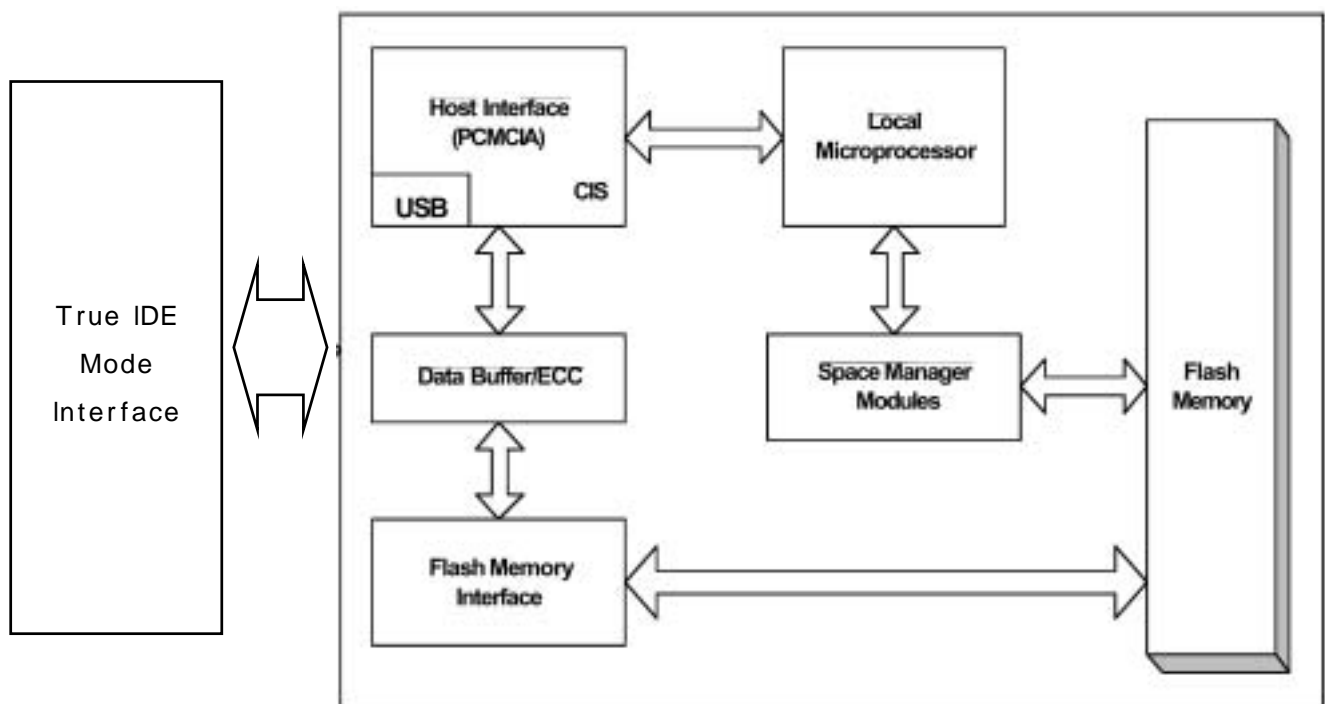 Host Interface
(PCMCIA)
CIS
USB
Local
Microprocessor
True IDE
Mode
Interface
Data Buffer/ECC
Space Manager
Modules
Flash
Memory
Flash Memory
Interface